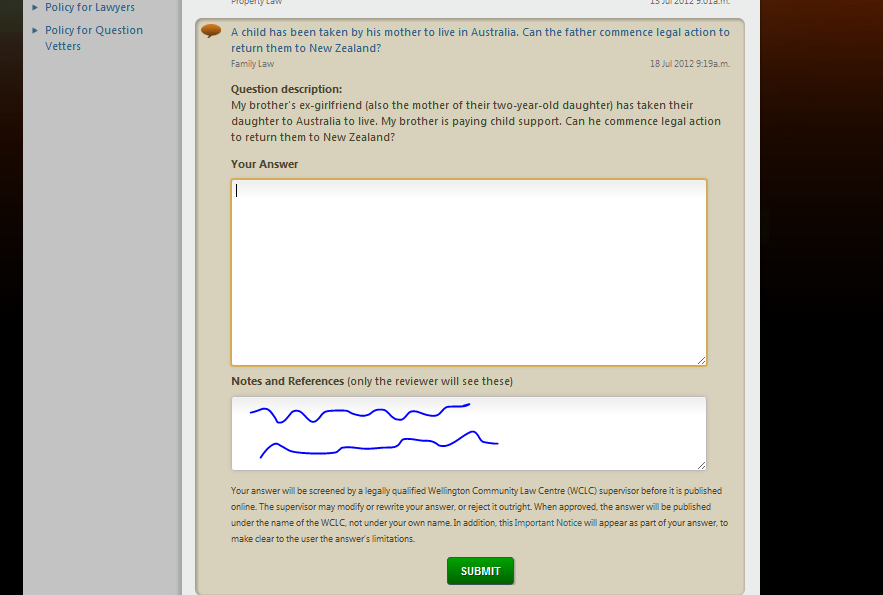 Policy for Lawyers
Policy for Question
Vetters
Property Law
13 Jul 2012 9:01a.m.
A child has been taken by his mother to live in Australia. Can the father commence legal action to
return them to New Zealand?
Family Law
18 Jul 2012 9:19a.m.
Question description:
My brother's ex-girlfriend (also the mother of their two-year-old daughter) has taken their
daughter to Australia to live. My brother is paying child support. Can he commence legal action
to return them to New Zealand?
Your Answer
Notes and References (only the reviewer will see these)
Your answer will be screened by a legally qualified Wellington Community Law Centre (WCLC) supervisor before it is published
online. The supervisor may modify or rewrite your answer, or reject it outright. When approved, the answer will be published
under the name of the WCLC, not under your own name. In addition, this Important Notice will appear as part of your answer, to
make clear to the user the answer's limitations.
SUBMIT